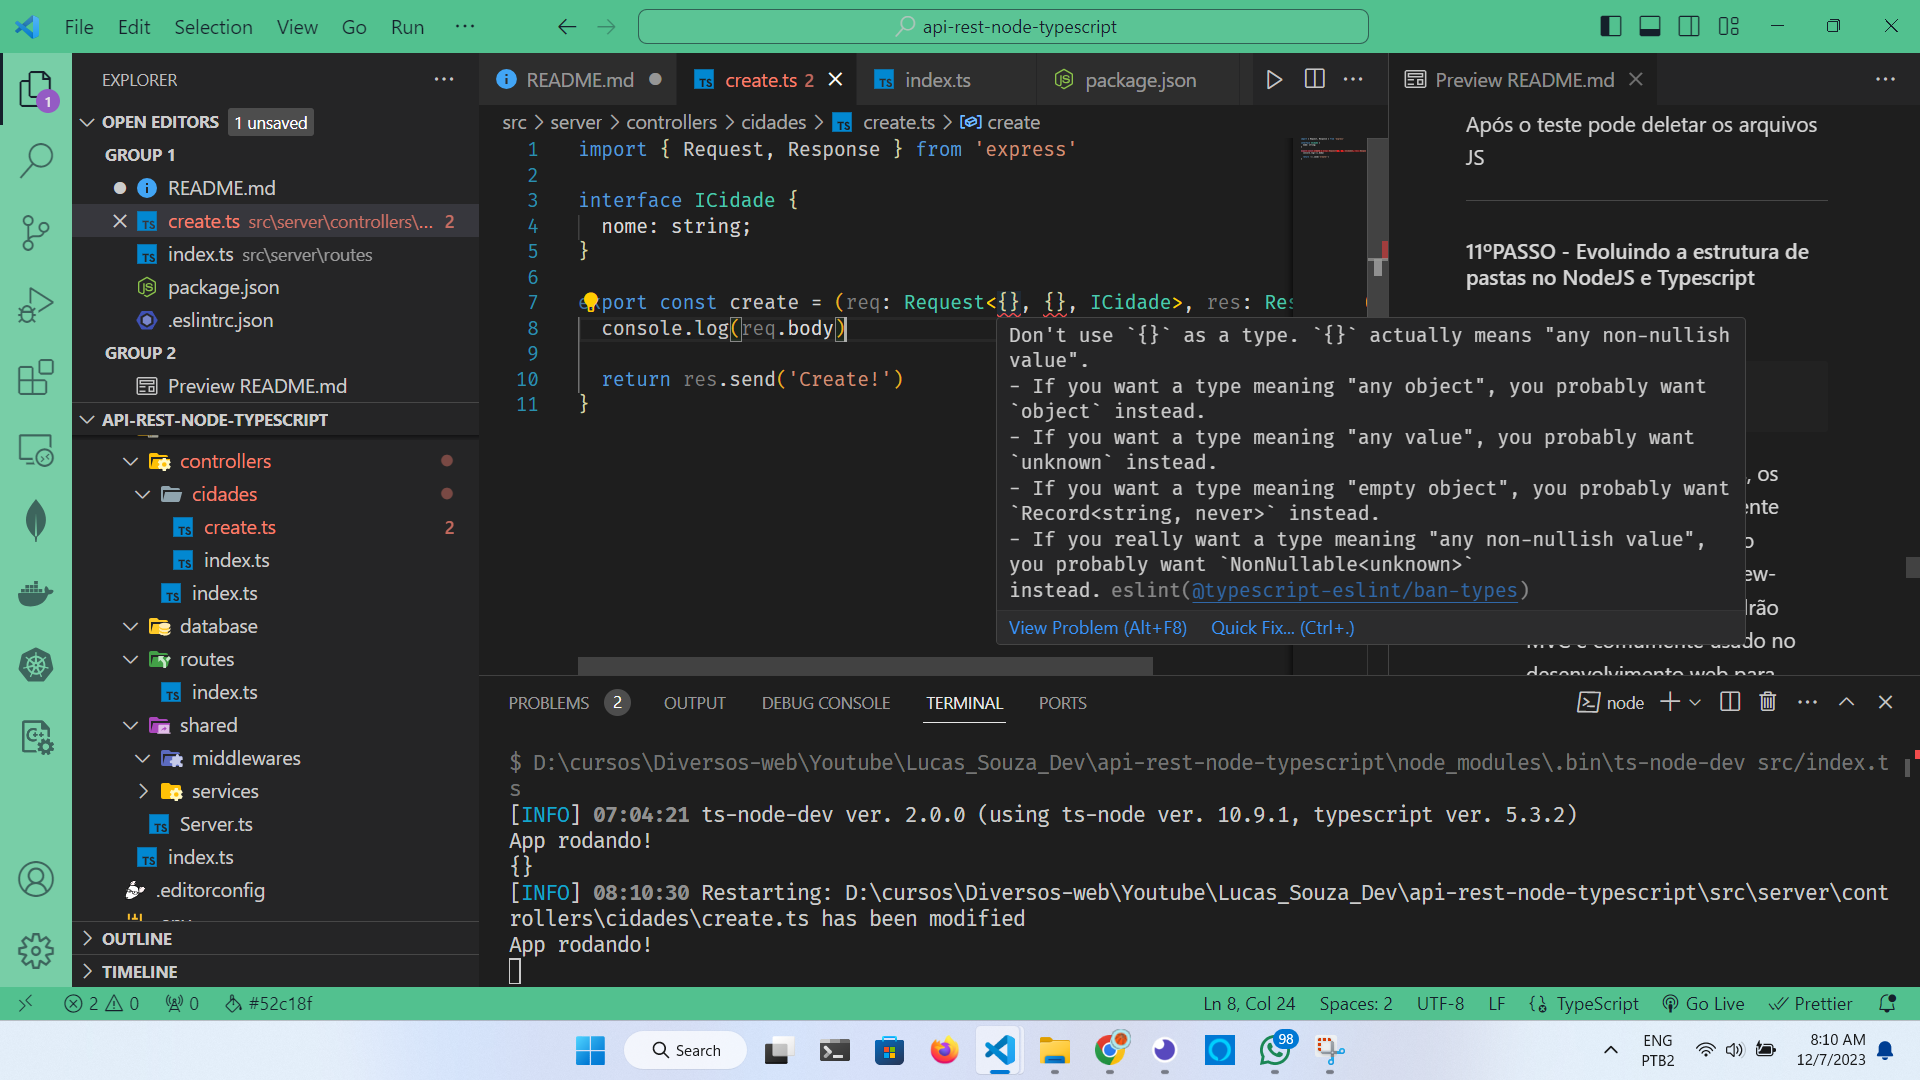 File Edit Selection View Go Run ···
api-rest-node-typescript
EXPLORER
1
OPEN EDITORS 1 unsaved
GROUP 1
README.md
create.ts src\server\controllers\... 2
index.ts src\server\routes
package.json
.eslintrc.json
GROUP 2
Preview README.md
API-REST-NODE-TYPESCRIPT
controllers
cidades
create.ts 2
index.ts
index.ts
database
routes
index.ts
shared
middlewares
services
Server.ts
index.ts
.editorconfig
OUTLINE
TIMELINE
README.md
create.ts 2
index.ts
package.json
src > server > controllers > cidades > create.ts > create
1 import { Request, Response } from 'express'
2
3 interface ICidade {
4 nome: string;
5 }
6
7 export const create = (req: Request<{}, {}, ICidade>, res: Res
8 console.log(req.body)
9
10 return res.send('Create!')
11 }
Don't use `{}` as a type. `{}` actually means "any non-nullish
value".
- If you want a type meaning "any object", you probably want
`object` instead.
- If you want a type meaning "any value", you probably want
`unknown` instead.
- If you want a type meaning "empty object", you probably want
`Record<string, never>` instead.
- If you really want a type meaning "any non-nullish value",
you probably want `NonNullable<unknown>`
instead. eslint(@typescript-eslint/ban-types)
View Problem (Alt+F8) Quick Fix... (Ctrl+.)
Preview README.md
Após o teste pode deletar os arquivos
JS
11ºPASSO - Evoluindo a estrutura de
pastas no NodeJS e Typescript
, os
ente
ew-
drão
MVC é comumente usado no
desenvolvimento web para
PROBLEMS 2 OUTPUT DEBUG CONSOLE TERMINAL PORTS
node
$ D:\cursos\Diversos-web\Youtube\Lucas_Souza_Dev\api-rest-node-typescript\node_modules\.bin\ts-node-dev src/index.t
s
[INFO] 07:04:21 ts-node-dev ver. 2.0.0 (using ts-node ver. 10.9.1, typescript ver. 5.3.2)
App rodando!
{}
[INFO] 08:10:30 Restarting: D:\cursos\Diversos-web\Youtube\Lucas_Souza_Dev\api-rest-node-typescript\src\server\cont
rollers\cidades\create.ts has been modified
App rodando!
2 0 0 #52c18f
Ln 8, Col 24 Spaces: 2 UTF-8 LF TypeScript Go Live Prettier
Search
98
ENG
PTB2
8:10 AM
12/7/2023